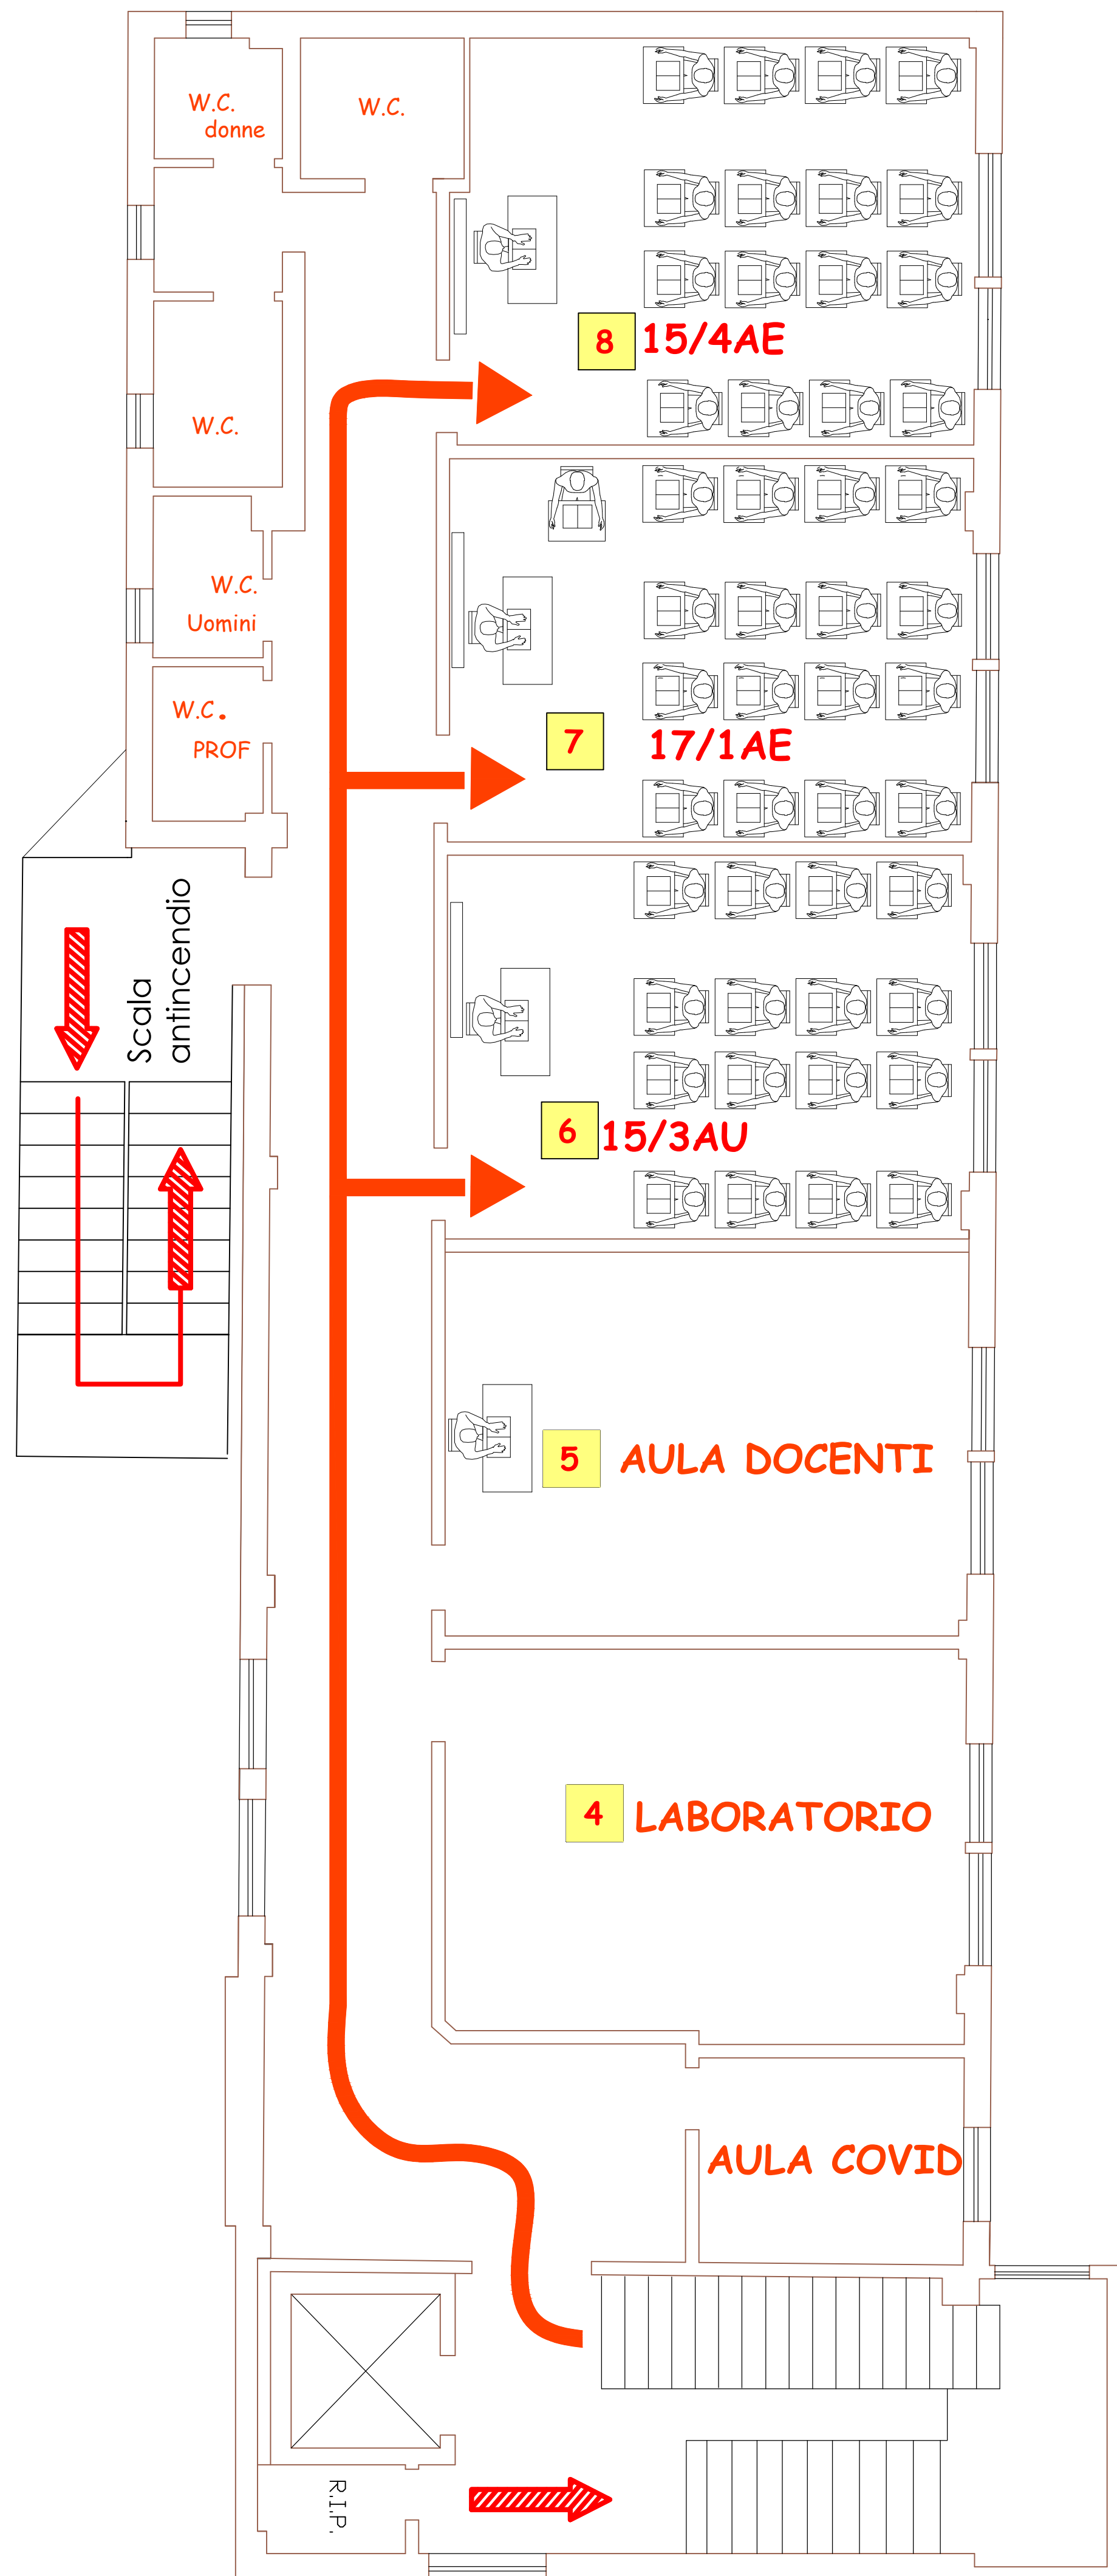 W.C.
donne
W.C.
8 15/4AE
W.C.
W.C.
Uomini
W.C.
PROF
7 17/1AE
Scala
antincendio
6 15/3AU
5 AULA DOCENTI
4 LABORATORIO
AULA COVID
R.I.P.